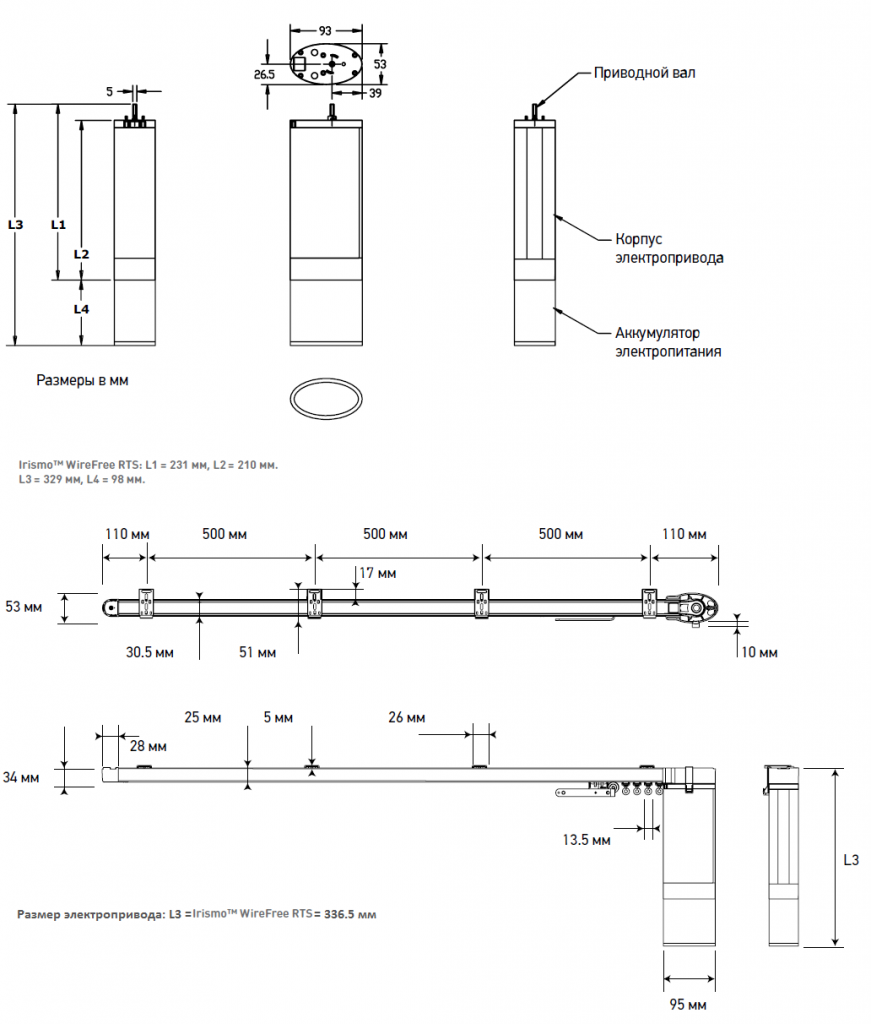 93
53
26.5
39
5
Приводной вал
L3
L1
L2
L4
Корпус
электропривода
Аккумулятор
электропитания
Размеры в мм
Irismo™ WireFree RTS: L1 = 231 мм, L2 = 210 мм.
L3 = 329 мм, L4 = 98 мм.
110 мм
500 мм
500 мм
500 мм
110 мм
17 мм
53 мм
30.5 мм
51 мм
10 мм
25 мм
5 мм
26 мм
28 мм
34 мм
13.5 мм
L3
Размер электропривода: L3 =Irismo™ WireFree RTS= 336.5 мм
95 мм